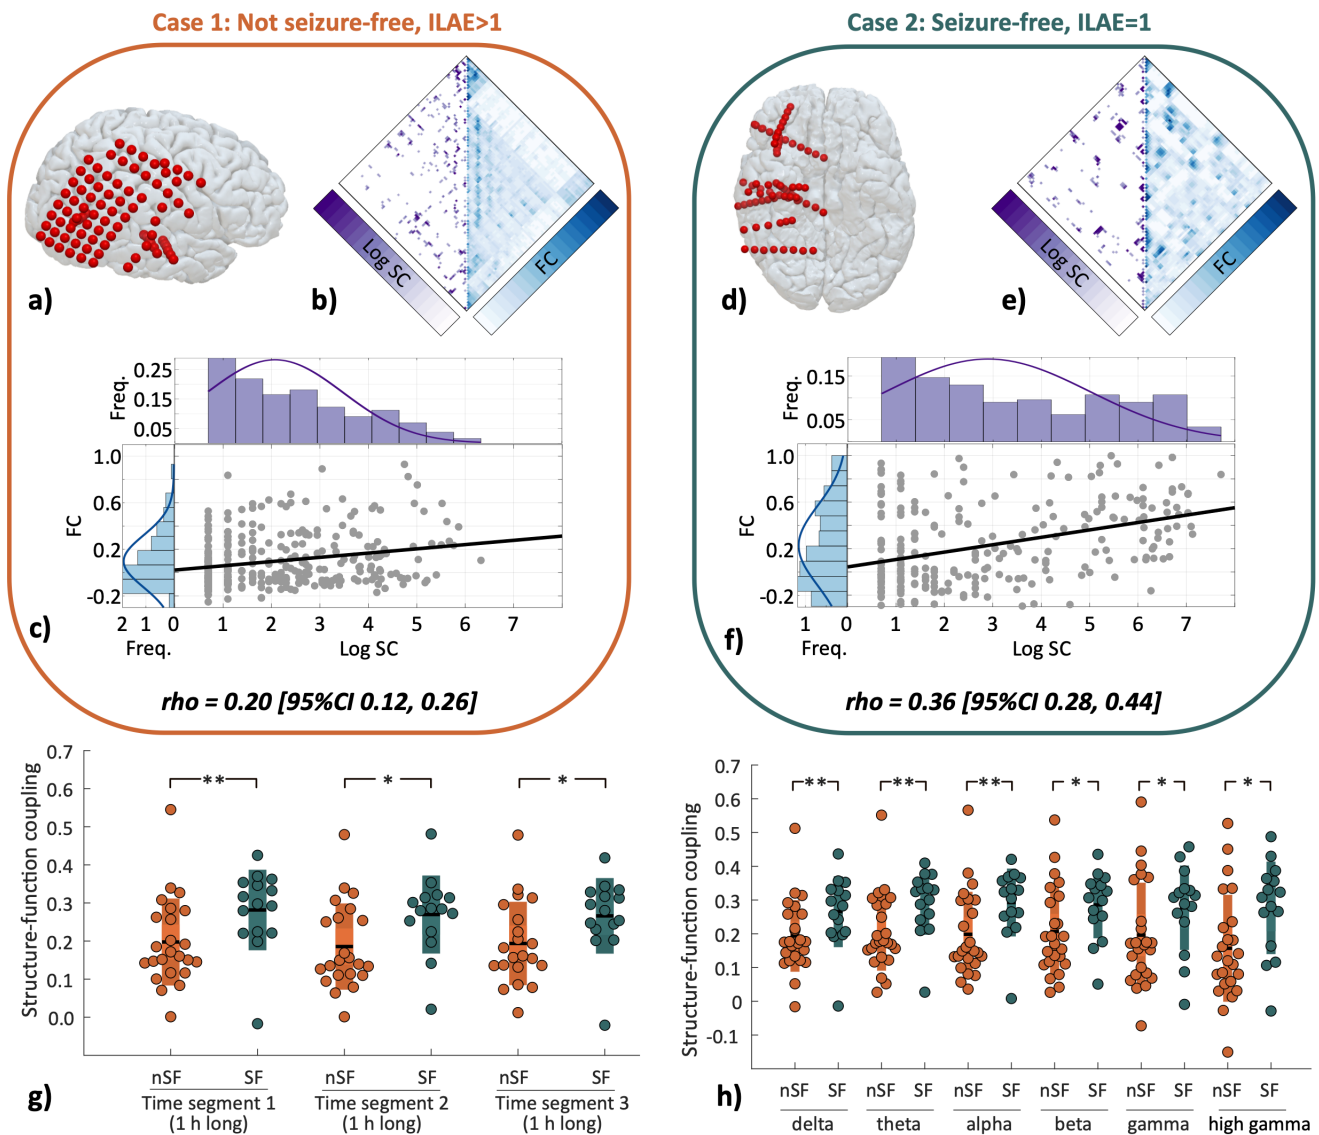 Case 1: Not seizure-free, ILAE>1
Case 2: Seizure-free, ILAE=1
Log SC
FC
a)
b)
Log SC
FC
d)
e)
Freq.
0.25
0.15
0.05
FC
1.0
0.6
0.2
-0.2
2 1 0 1 2 3 4 5 6 7
c)
Freq.
Log SC
rho = 0.20 [95%CI 0.12, 0.26]
Freq.
0.15
0.05
FC
1.0
0.6
0.2
-0.2
1 0 1 2 3 4 5 6 7
f)
Freq.
Log SC
rho = 0.36 [95%CI 0.28, 0.44]
Structure-function coupling
0.7
0.6
0.5
0.4
0.3
0.2
0.1
0.0
** * *
nSF SF nSF SF nSF SF
Time segment 1 Time segment 2 Time segment 3
(1 h long) (1 h long) (1 h long)
g)
Structure-function coupling
0.7
0.6
0.5
0.4
0.3
0.2
0.1
0
-0.1
** ** ** * * *
nSF SF nSF SF nSF SF nSF SF nSF SF nSF SF
delta theta alpha beta gamma high gamma
h)